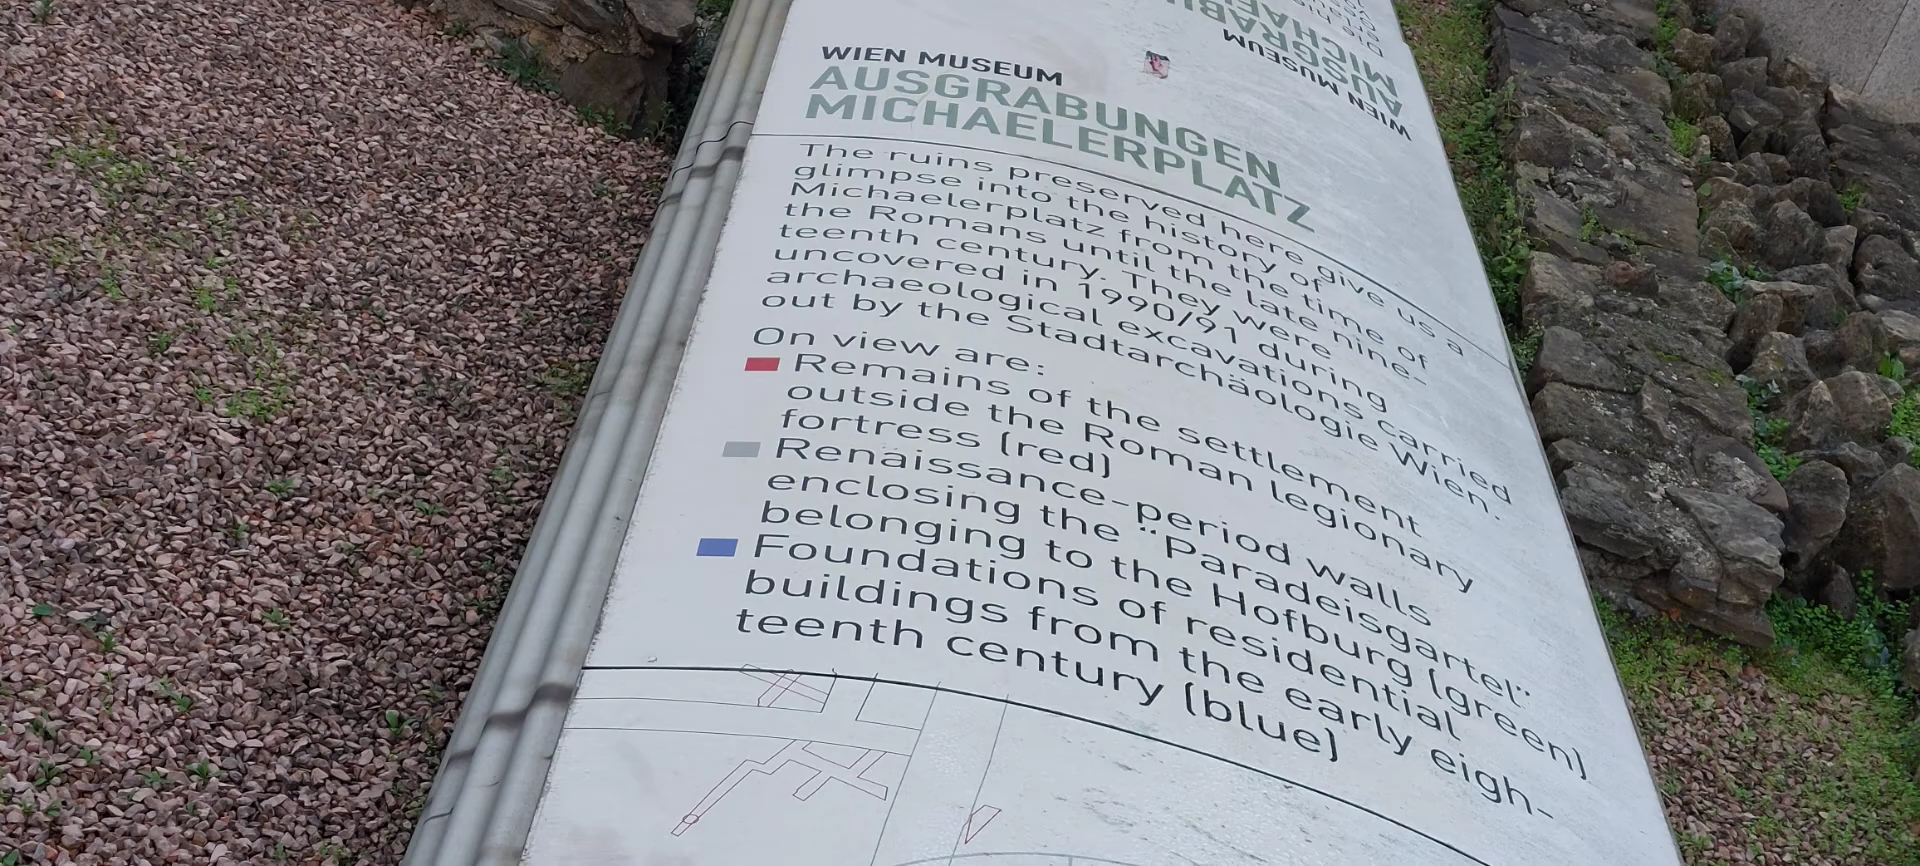 WIEN MUSEUM
AUSGRABUNGEN
MICHAELERPLATZ
The ruins preserved here give us a
glimpse into the history of
Michaelerplatz from the time of
the Romans until the late nine-
teenth century. They were
uncovered in 1990/91 during
archaeological excavations carried
out by the Stadtarchäologie Wien.
On view are:
Remains of the settlement
outside the Roman legionary
fortress (red)
Renaissance-period walls
enclosing the "Paradeisgartel"
belonging to the Hofburg (green)
Foundations of residential
buildings from the early eigh-
teenth century (blue)
WIEN MUSEUM